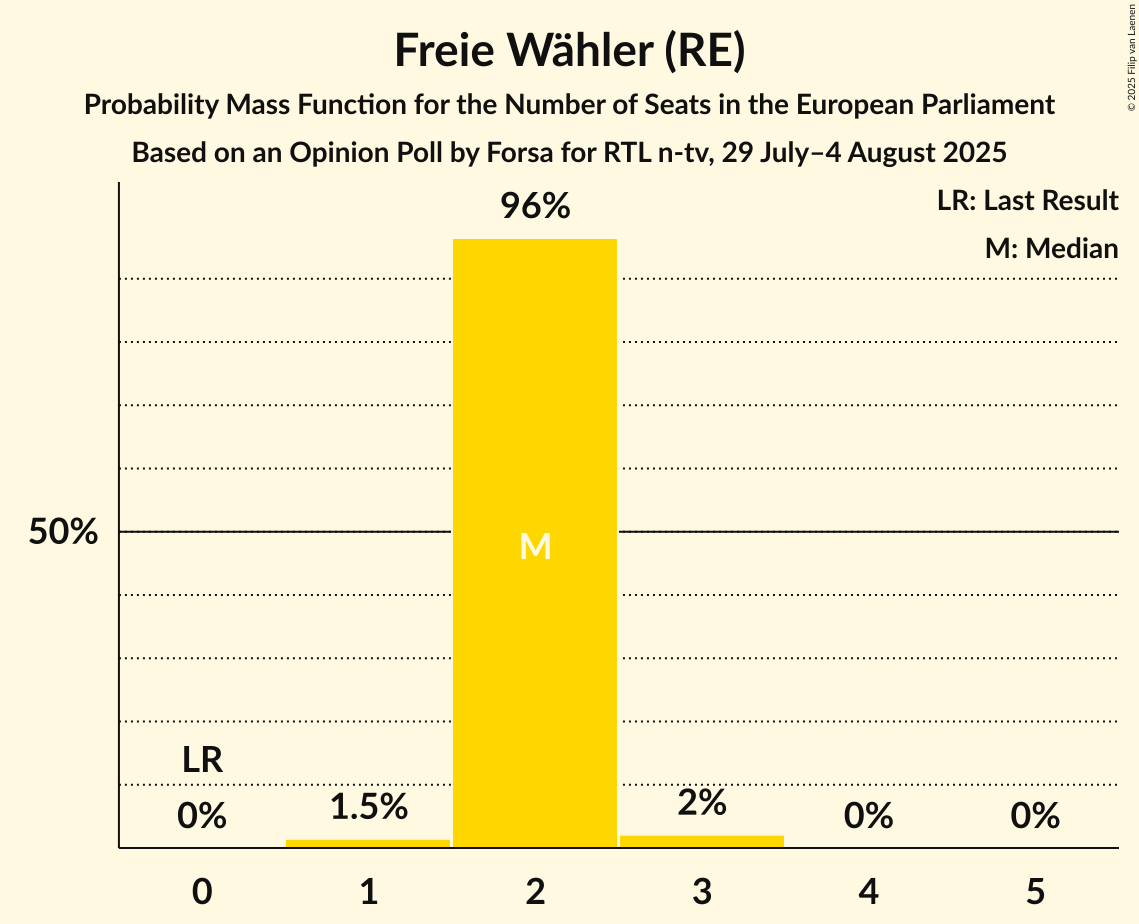 Freie Wähler (RE)
Probability Mass Function for the Number of Seats in the European Parliament
Based on an Opinion Poll by Forsa for RTL n-tv, 29 July–4 August 2025
© 2025 Filip van Laenen
LR: Last Result
M: Median
96%
50%
M
LR
0%
1.5%
2%
0%
0%
0
1
2
3
4
5